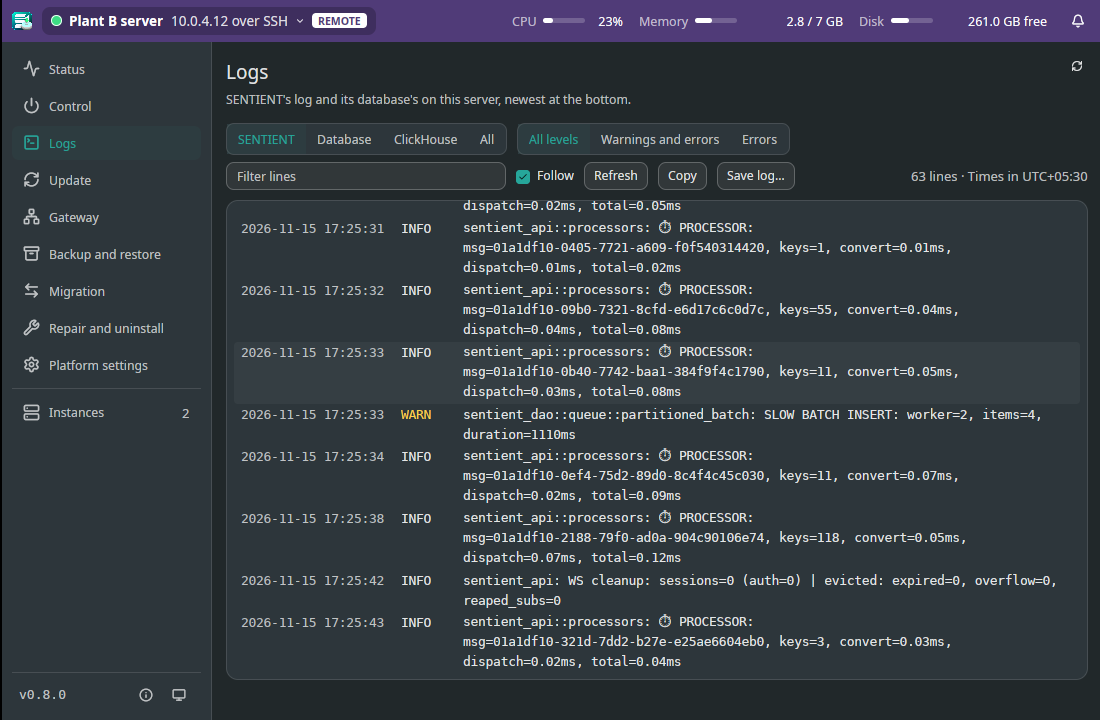 Plant B server 10.0.4.12 over SSH REMOTE CPU 23% Memory 2.8 / 7 GB Disk 261.0 GB free
Status
Control
Logs
Update
Gateway
Backup and restore
Migration
Repair and uninstall
Platform settings
Instances 2
v0.8.0
Logs
SENTIENT's log and its database's on this server, newest at the bottom.
SENTIENT Database ClickHouse All All levels Warnings and errors Errors
Filter lines Follow Refresh Copy Save log... 63 lines · Times in UTC+05:30
dispatch=0.02ms, total=0.05ms
2026-11-15 17:25:31 INFO sentient_api::processors: ⏱ PROCESSOR:
msg=01a1df10-0405-7721-a609-f0f540314420, keys=1, convert=0.01ms,
dispatch=0.01ms, total=0.02ms
2026-11-15 17:25:32 INFO sentient_api::processors: ⏱ PROCESSOR:
msg=01a1df10-09b0-7321-8cfd-e6d17c6c0d7c, keys=55, convert=0.04ms,
dispatch=0.04ms, total=0.08ms
2026-11-15 17:25:33 INFO sentient_api::processors: ⏱ PROCESSOR:
msg=01a1df10-0b40-7742-baa1-384f9f4c1790, keys=11, convert=0.05ms,
dispatch=0.03ms, total=0.08ms
2026-11-15 17:25:33 WARN sentient_dao::queue::partitioned_batch: SLOW BATCH INSERT: worker=2, items=4,
duration=1110ms
2026-11-15 17:25:34 INFO sentient_api::processors: ⏱ PROCESSOR:
msg=01a1df10-0ef4-75d2-89d0-8c4f4c45c030, keys=11, convert=0.07ms,
dispatch=0.02ms, total=0.09ms
2026-11-15 17:25:38 INFO sentient_api::processors: ⏱ PROCESSOR:
msg=01a1df10-2188-79f0-ad0a-904c90106e74, keys=118, convert=0.05ms,
dispatch=0.07ms, total=0.12ms
2026-11-15 17:25:42 INFO sentient_api: WS cleanup: sessions=0 (auth=0) | evicted: expired=0, overflow=0,
reaped_subs=0
2026-11-15 17:25:43 INFO sentient_api::processors: ⏱ PROCESSOR:
msg=01a1df10-321d-7dd2-b27e-e25ae6604eb0, keys=3, convert=0.03ms,
dispatch=0.02ms, total=0.04ms